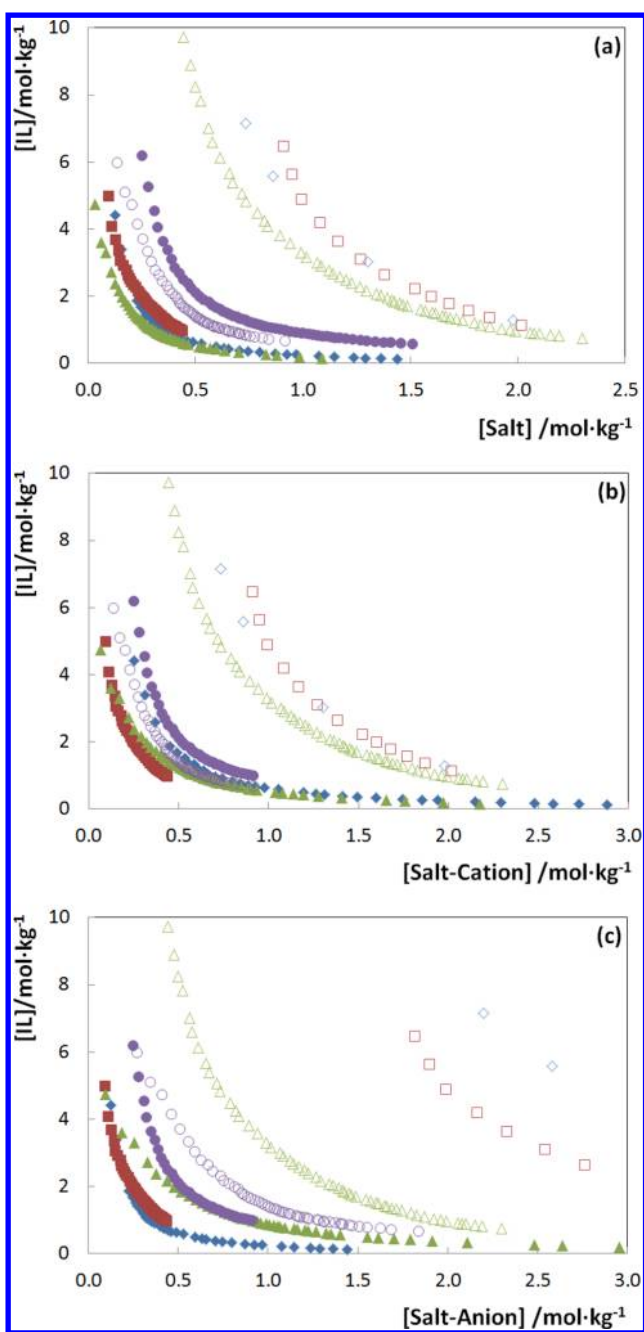 [IL]/mol·kg⁻¹
(a)
10
8
6
4
2
0
0.0 0.5 1.0 1.5 2.0 2.5
[Salt] /mol·kg⁻¹
[IL]/mol·kg⁻¹
(b)
10
8
6
4
2
0
0.0 0.5 1.0 1.5 2.0 2.5 3.0
[Salt-Cation] /mol·kg⁻¹
[IL]/mol·kg⁻¹
(c)
10
8
6
4
2
0
0.0 0.5 1.0 1.5 2.0 2.5 3.0
[Salt-Anion] /mol·kg⁻¹